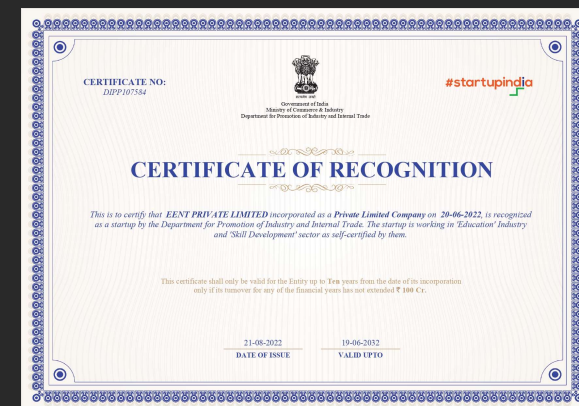 CERTIFICATE NO:
DIPP107584
#startupindia
Government of India
Ministry of Commerce & Industry
Department for Promotion of Industry and Internal Trade
CERTIFICATE OF RECOGNITION
This is to certify that EENT PRIVATE LIMITED incorporated as a Private Limited Company on 20-06-2022, is recognized
as a startup by the Department for Promotion of Industry and Internal Trade. The startup is working in 'Education' Industry
and 'Skill Development' sector as self-certified by them.
This certificate shall only be valid for the Entity up to Ten years from the date of its incorporation
only if its turnover for any of the financial years has not extended ₹ 100 Cr.
21-08-2022
19-06-2032
DATE OF ISSUE
VALID UPTO